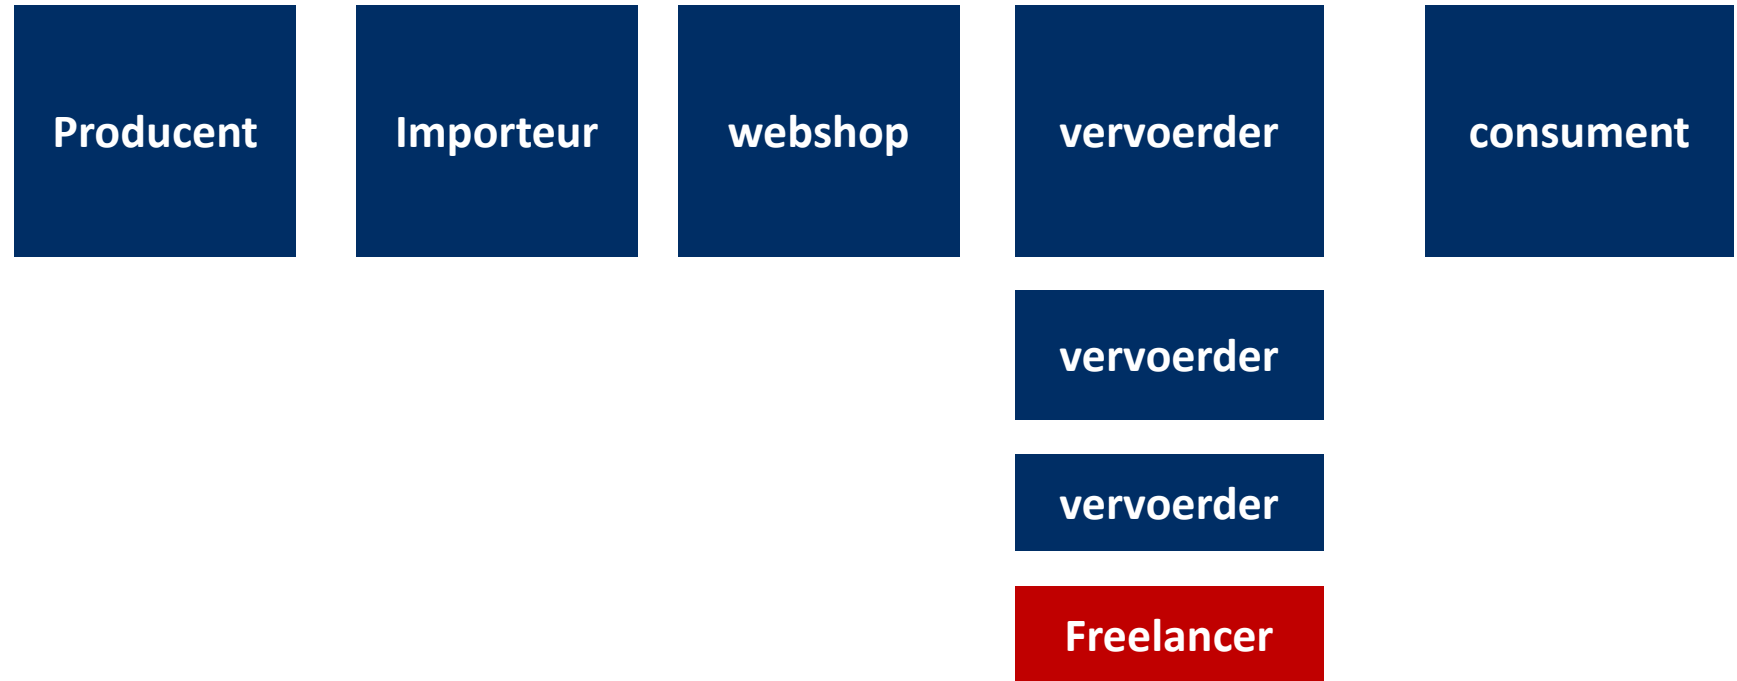 Producent
Importeur
webshop
vervoerder
consument
vervoerder
vervoerder
Freelancer